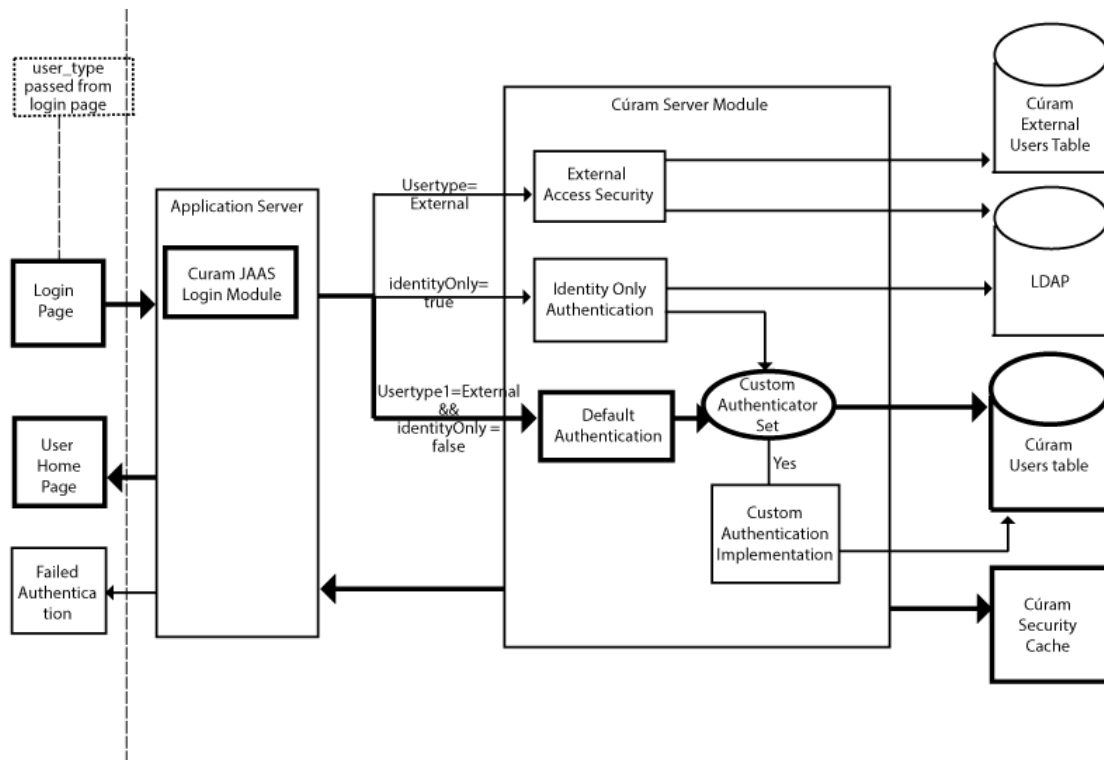 user_type
passed from
login page
Login
Page
User
Home
Page
Failed
Authentica
tion
Application Server
Curam JAAS
Login Module
Usertype=
External
identityOnly=
true
Usertype1=External
&&
identityOnly =
false
Cúram Server Module
External
Access Security
Identity Only
Authentication
Default
Authentication
Custom
Authenticator
Set
Yes
Custom
Authentication
Implementation
Cúram
External
Users Table
LDAP
Cúram
Users table
Cúram
Security
Cache